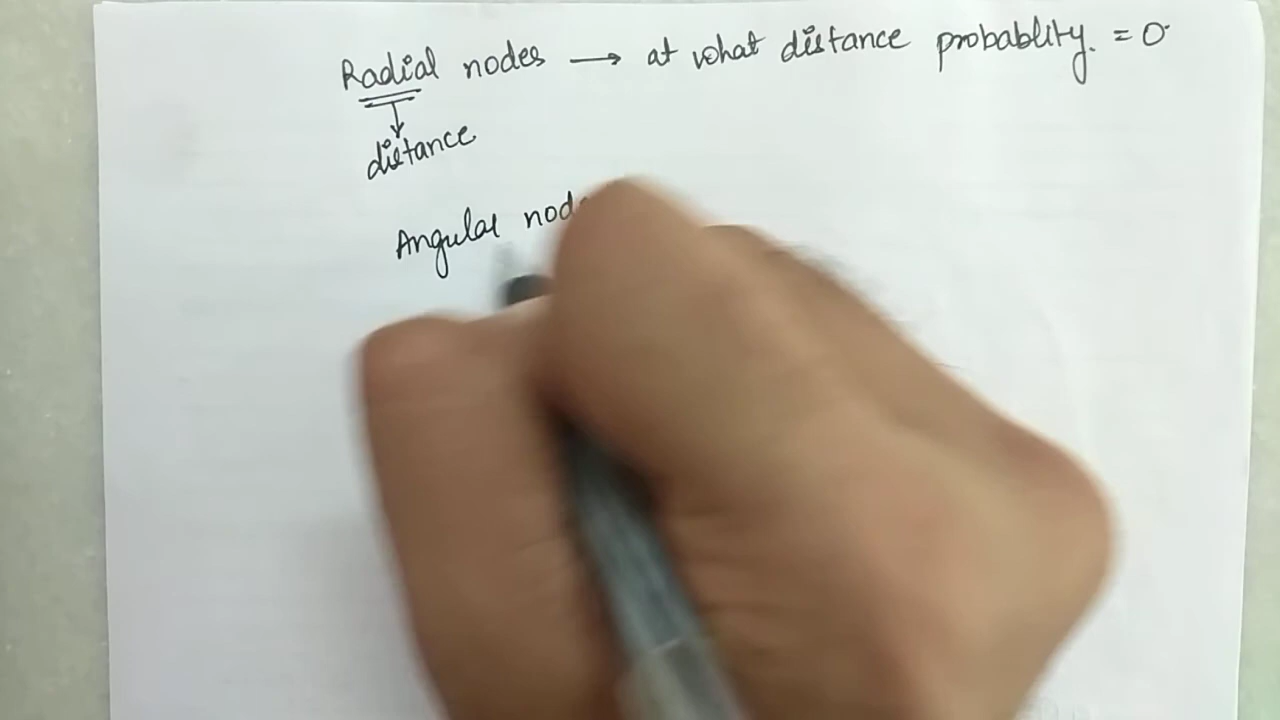 Radial nodes → at what distance probablity. = 0
distance
Angular